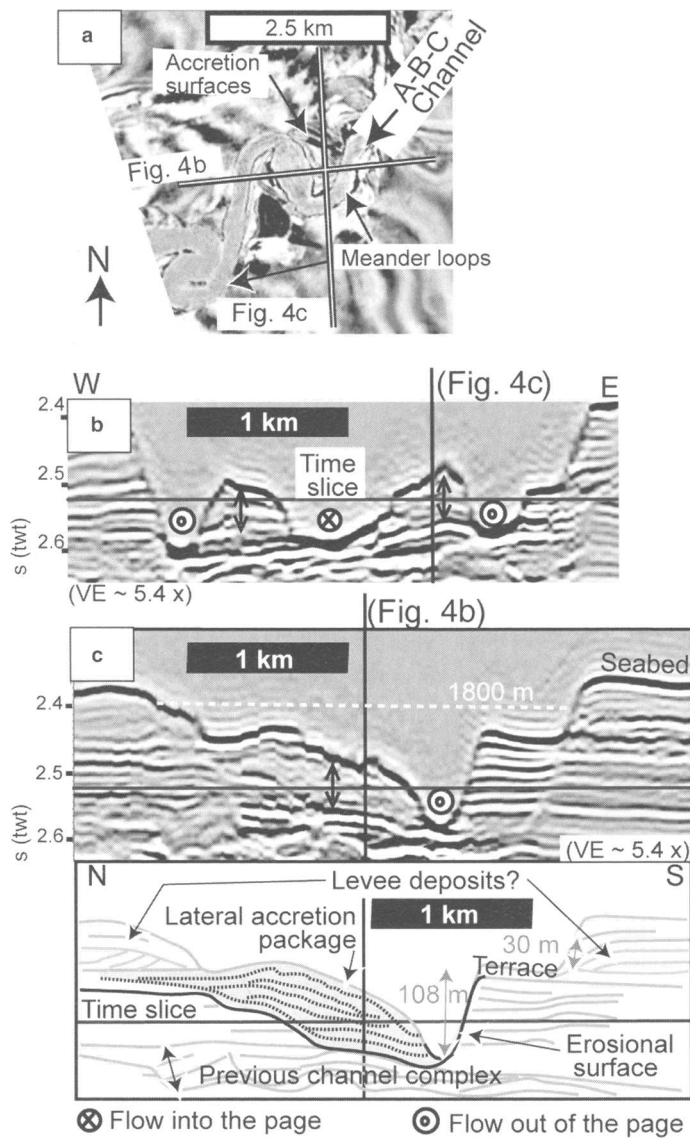 a
2.5 km
Accretion
surfaces
A-B-C
Channel
Fig. 4b
N
Meander loops
Fig. 4c
W
(Fig. 4c)
E
b
1 km
2.4
2.5
2.6
s (twt)
Time
slice
(VE ~ 5.4 x)
(Fig. 4b)
c
1 km
Seabed
1800 m
2.4
2.5
2.6
s (twt)
(VE ~ 5.4 x)
N
S
Levee deposits?
Lateral accretion
package
1 km
30 m
Terrace
108 m
Time slice
Erosional
surface
Previous channel complex
Flow into the page
Flow out of the page